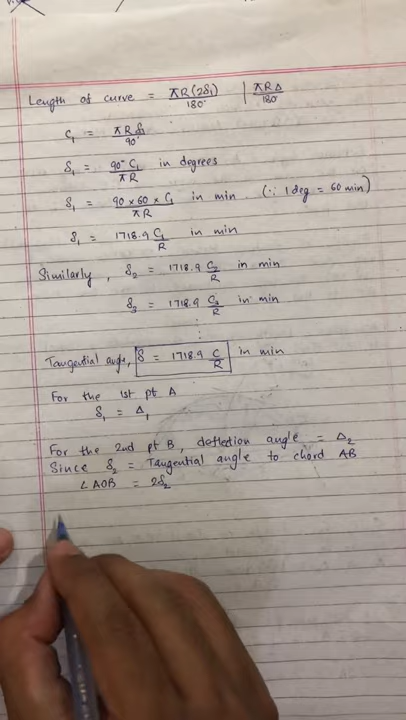 Length of curve = πR(2δ₁)/180° | πRΔ/180
C₁ = πRδ₁/90°
δ₁ = 90° C₁/πR in degrees
δ₁ = 90 × 60 × C₁/πR in min (∵ 1 deg = 60 min)
δ₁ = 1718.9 C₁/R in min
Similarly, δ₂ = 1718.9 C₂/R in min
δ₃ = 1718.9 C₃/R in min
⋮
Tangential angle, δ = 1718.9 C/R in min
For the 1st pt A
δ₁ = Δ₁
For the 2nd pt B, deflection angle = Δ₂
Since δ₂ = Tangential angle to chord AB
∠AOB = 2δ₂